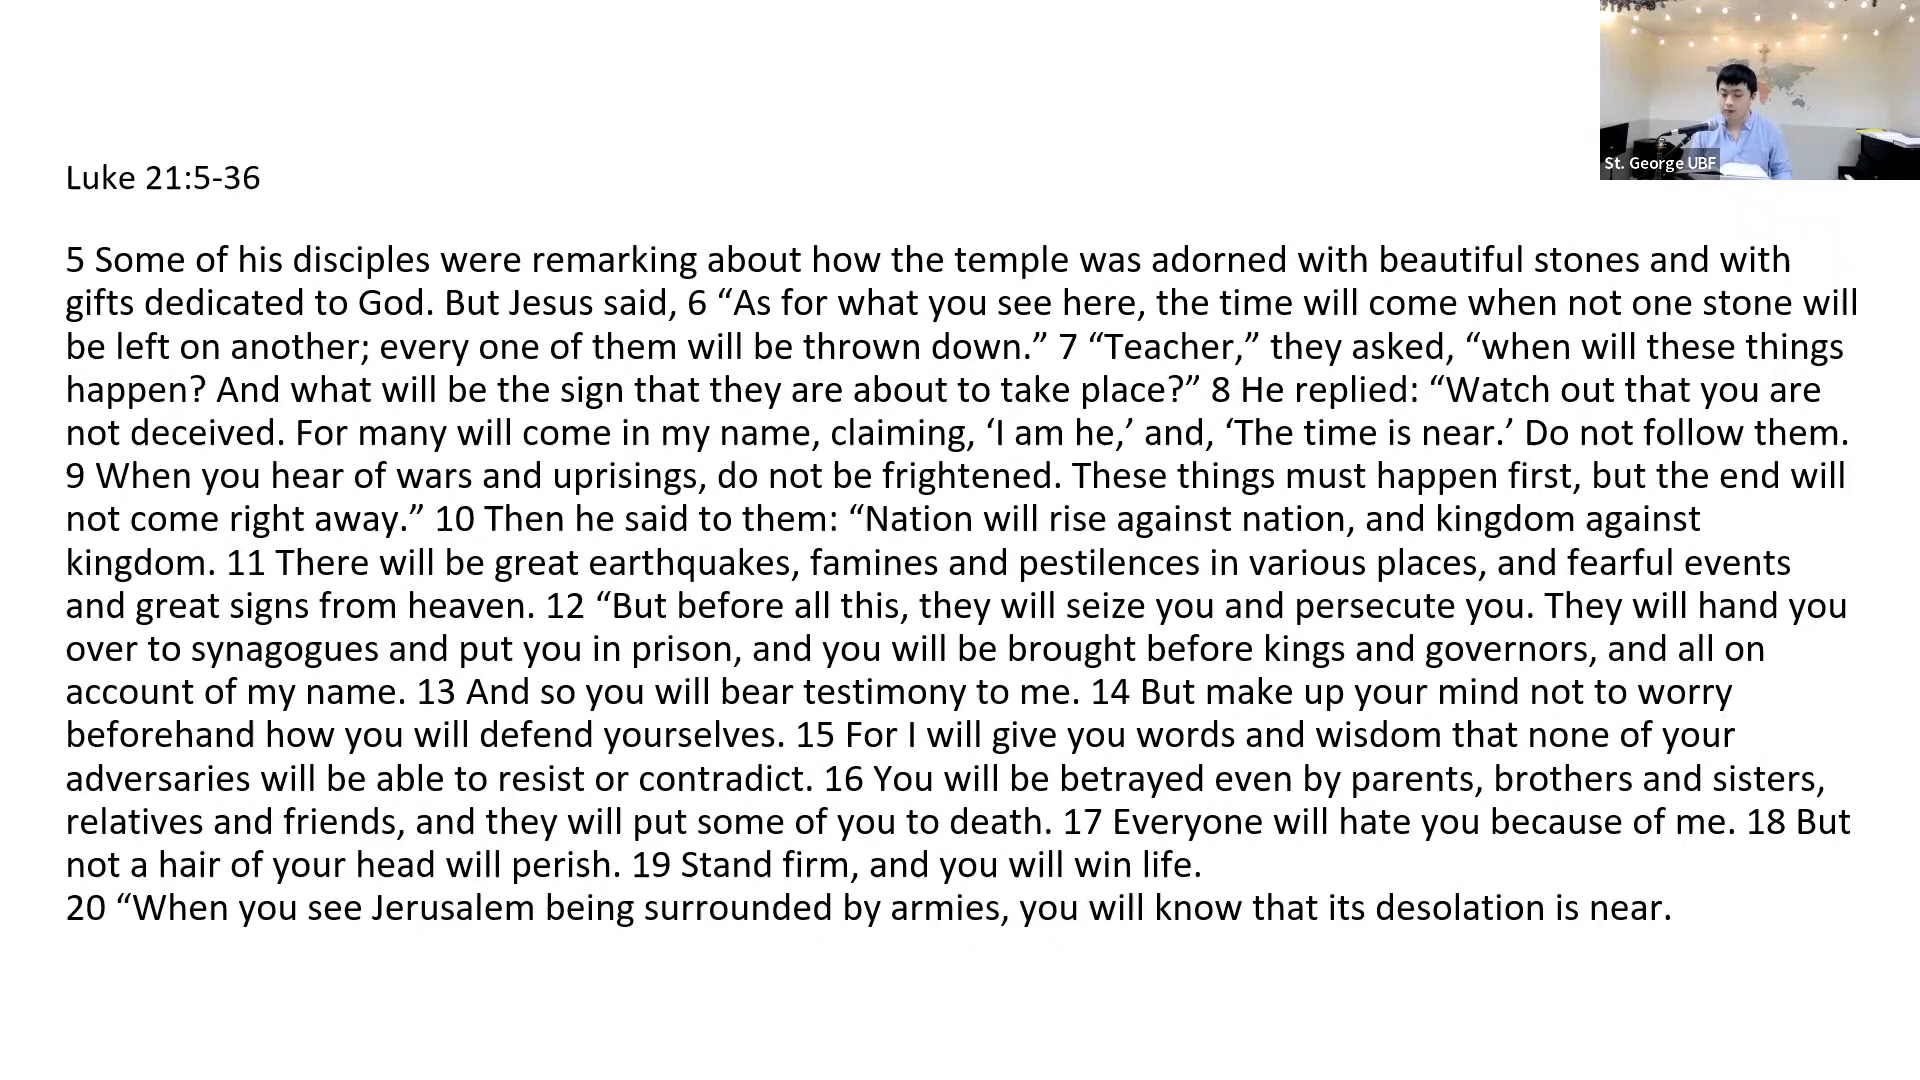 St. George UBF
Luke 21:5-36
5 Some of his disciples were remarking about how the temple was adorned with beautiful stones and with
gifts dedicated to God. But Jesus said, 6 “As for what you see here, the time will come when not one stone will
be left on another; every one of them will be thrown down.” 7 “Teacher,” they asked, “when will these things
happen? And what will be the sign that they are about to take place?” 8 He replied: “Watch out that you are
not deceived. For many will come in my name, claiming, ‘I am he,’ and, ‘The time is near.’ Do not follow them.
9 When you hear of wars and uprisings, do not be frightened. These things must happen first, but the end will
not come right away.” 10 Then he said to them: “Nation will rise against nation, and kingdom against
kingdom. 11 There will be great earthquakes, famines and pestilences in various places, and fearful events
and great signs from heaven. 12 “But before all this, they will seize you and persecute you. They will hand you
over to synagogues and put you in prison, and you will be brought before kings and governors, and all on
account of my name. 13 And so you will bear testimony to me. 14 But make up your mind not to worry
beforehand how you will defend yourselves. 15 For I will give you words and wisdom that none of your
adversaries will be able to resist or contradict. 16 You will be betrayed even by parents, brothers and sisters,
relatives and friends, and they will put some of you to death. 17 Everyone will hate you because of me. 18 But
not a hair of your head will perish. 19 Stand firm, and you will win life.
20 “When you see Jerusalem being surrounded by armies, you will know that its desolation is near.